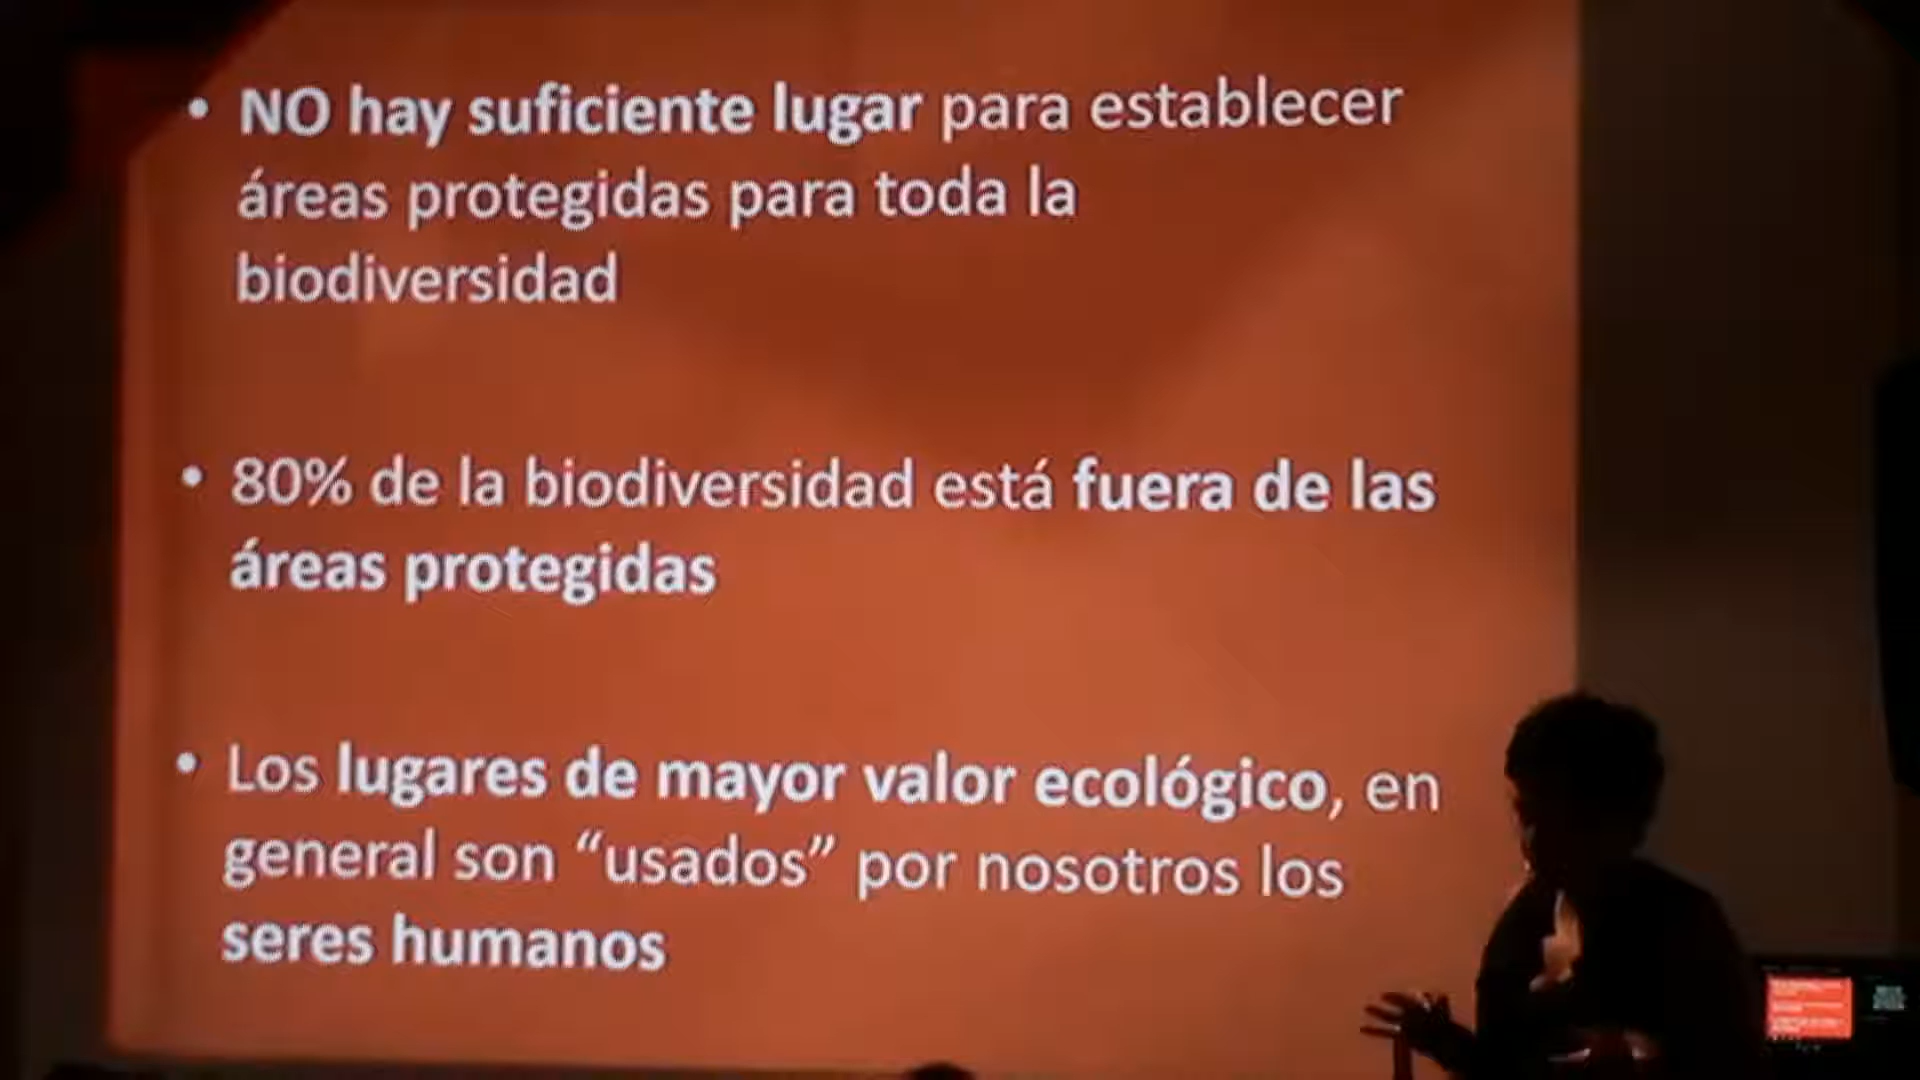 • NO hay suficiente lugar para establecer
áreas protegidas para toda la
biodiversidad
• 80% de la biodiversidad está fuera de las
áreas protegidas
• Los lugares de mayor valor ecológico, en
general son “usados” por nosotros los
seres humanos